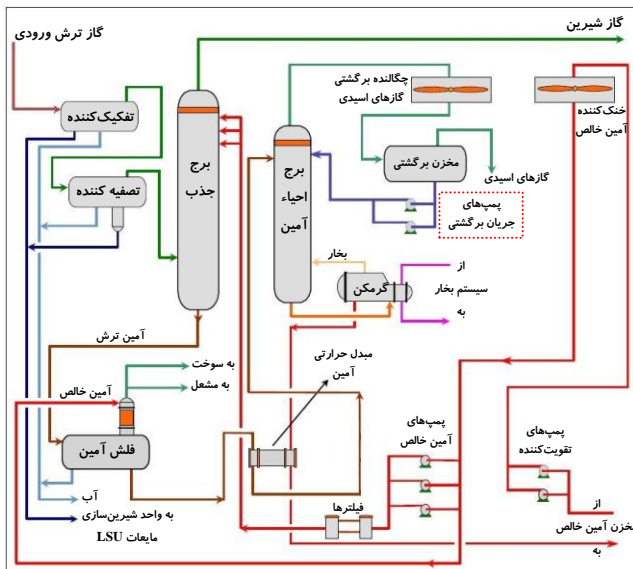 گاز شیرین
گاز ترش ورودی
چگالنده برگشتی
گازهای اسیدی
خنک‌کننده
آمین خالص
تفکیک‌کننده
برج
جذب
برج
احیاء
آمین
مخزن برگشتی
گازهای اسیدی
تصفیه کننده
پمپ‌های
جریان برگشتی
بخار
گرمکن
از
سیستم بخار
به
آمین ترش
مبدل حرارتی
آمین
به سوخت
به مشعل
آمین خالص
فلش آمین
پمپ‌های
آمین خالص
پمپ‌های
تقویت‌کننده
فیلترها
آب
به واحد شیرین‌سازی
مایعات LSU
از
مخزن آمین خالص
به